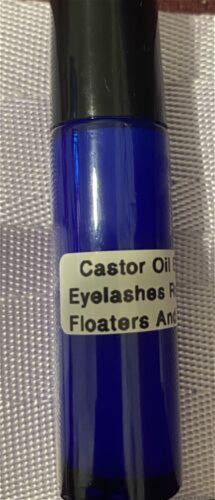 Castor Oil
Eyelashes
Floaters And